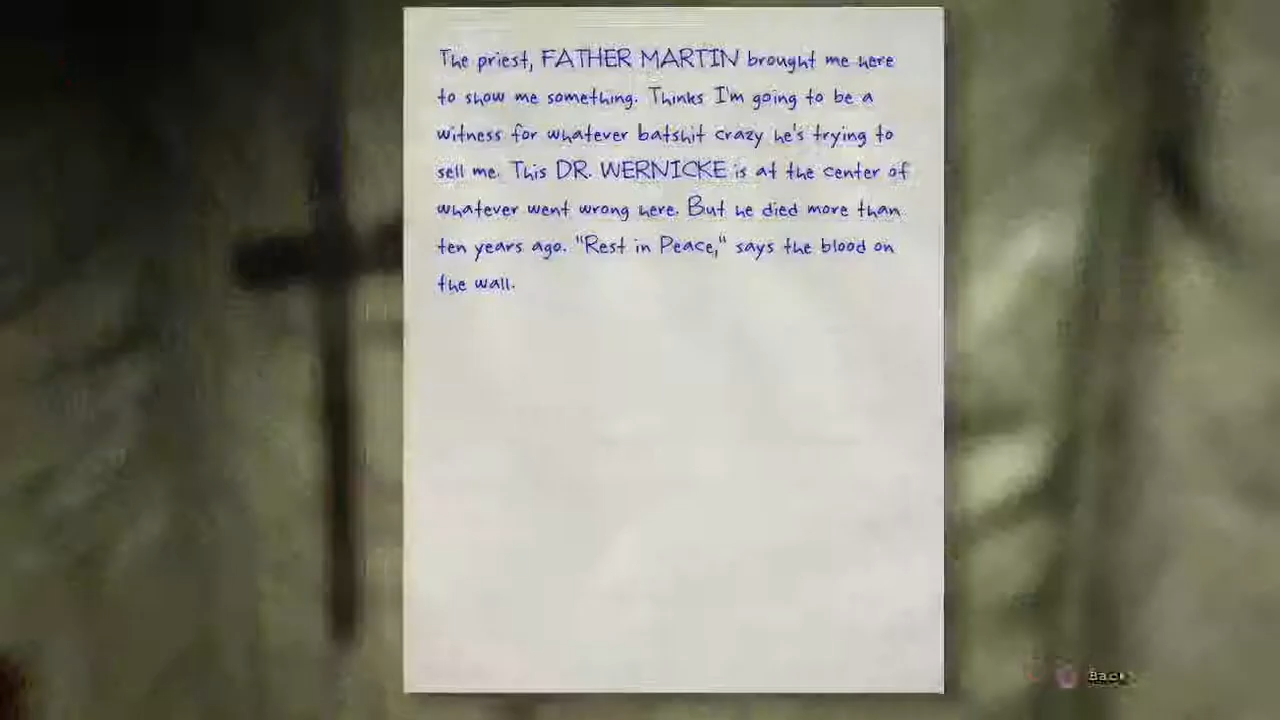 The priest, FATHER MARTIN brought me here
to show me something. Thinks I'm going to be a
witness for whatever batshit crazy he's trying to
sell me. This DR. WERNICKE is at the center of
whatever went wrong here. But he died more than
ten years ago. "Rest in Peace," says the blood on
the wall.
Back